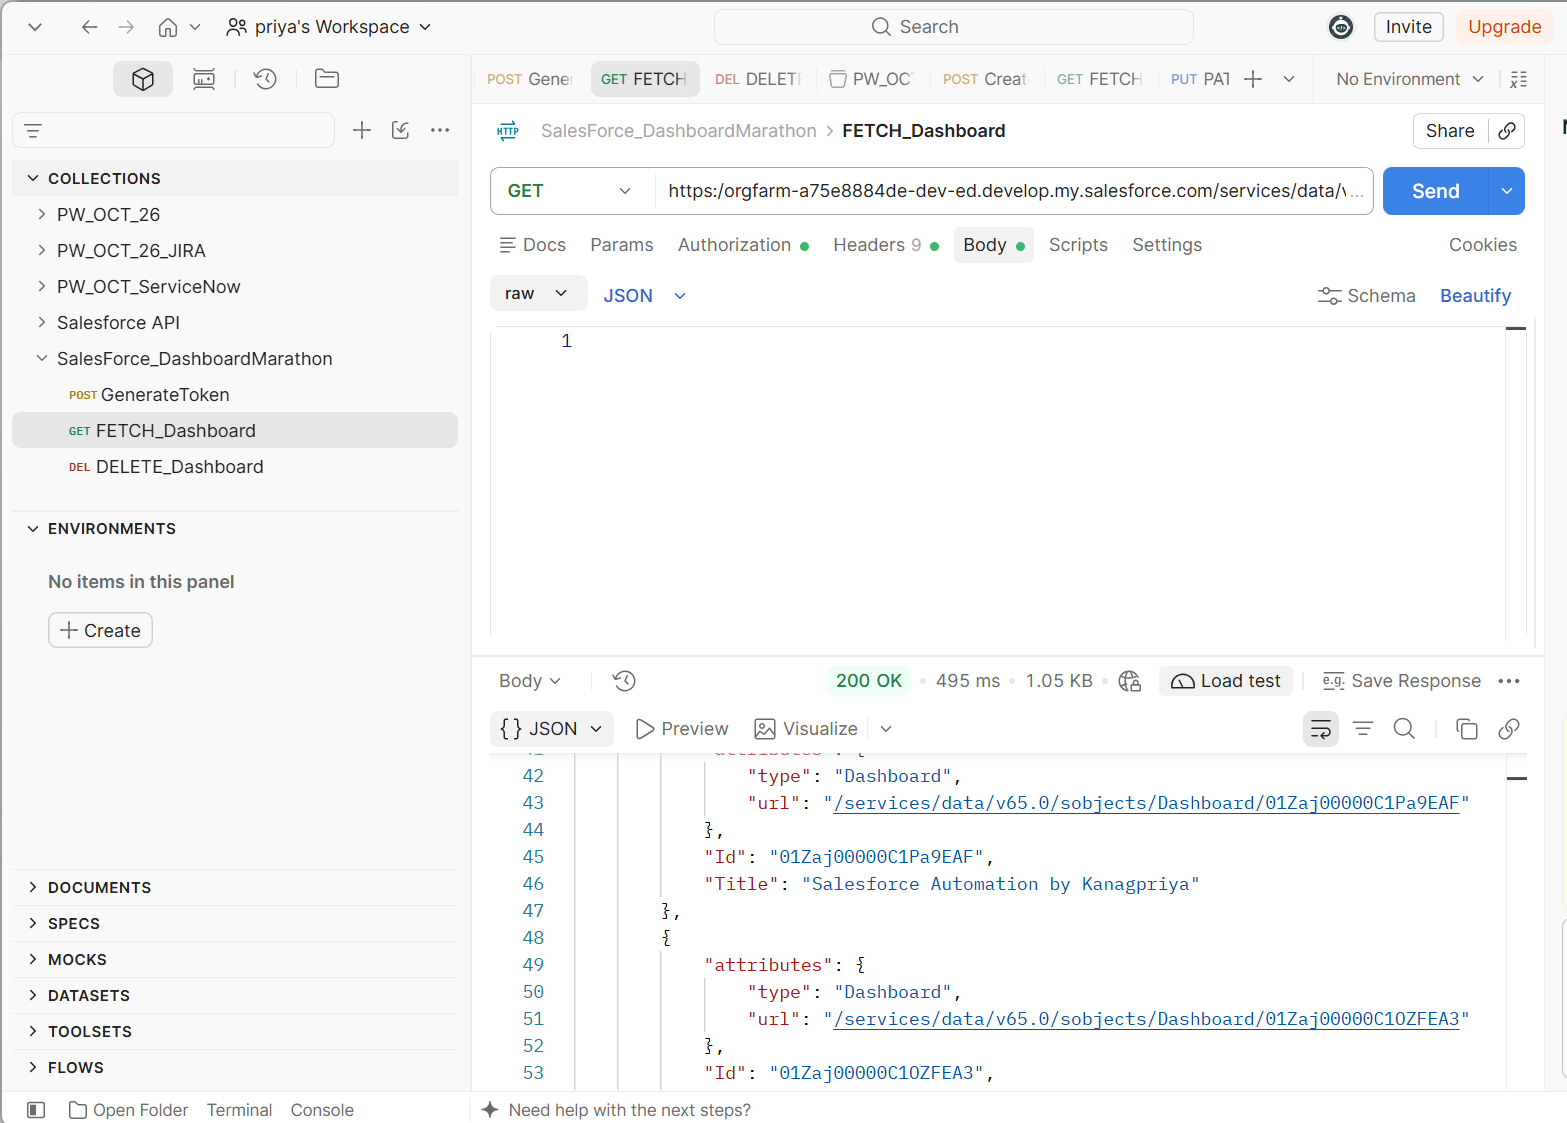 priya's Workspace
Search
Invite
Upgrade
POST Gene
GET FETCH
DEL DELET
PW_OC
POST Creat
GET FETCH
PUT PAT
No Environment
HTTP
SalesForce_DashboardMarathon > FETCH_Dashboard
Share
COLLECTIONS
PW_OCT_26
PW_OCT_26_JIRA
PW_OCT_ServiceNow
Salesforce API
SalesForce_DashboardMarathon
POST GenerateToken
GET FETCH_Dashboard
DEL DELETE_Dashboard
ENVIRONMENTS
No items in this panel
Create
DOCUMENTS
SPECS
MOCKS
DATASETS
TOOLSETS
FLOWS
GET
https:/orgfarm-a75e8884de-dev-ed.develop.my.salesforce.com/services/data/v...
Send
Docs
Params
Authorization
Headers 9
Body
Scripts
Settings
Cookies
raw
JSON
Schema
Beautify
1
Body
200 OK
495 ms
1.05 KB
Load test
e.g. Save Response
{} JSON
Preview
Visualize
42 "type": "Dashboard",
43 "url": "/services/data/v65.0/sobjects/Dashboard/01Zaj00000C1Pa9EAF"
44 },
45 "Id": "01Zaj00000C1Pa9EAF",
46 "Title": "Salesforce Automation by Kanagpriya"
47 },
48 {
49 "attributes": {
50 "type": "Dashboard",
51 "url": "/services/data/v65.0/sobjects/Dashboard/01Zaj00000C1OZFEA3"
52 },
53 "Id": "01Zaj00000C1OZFEA3",
Open Folder
Terminal
Console
Need help with the next steps?